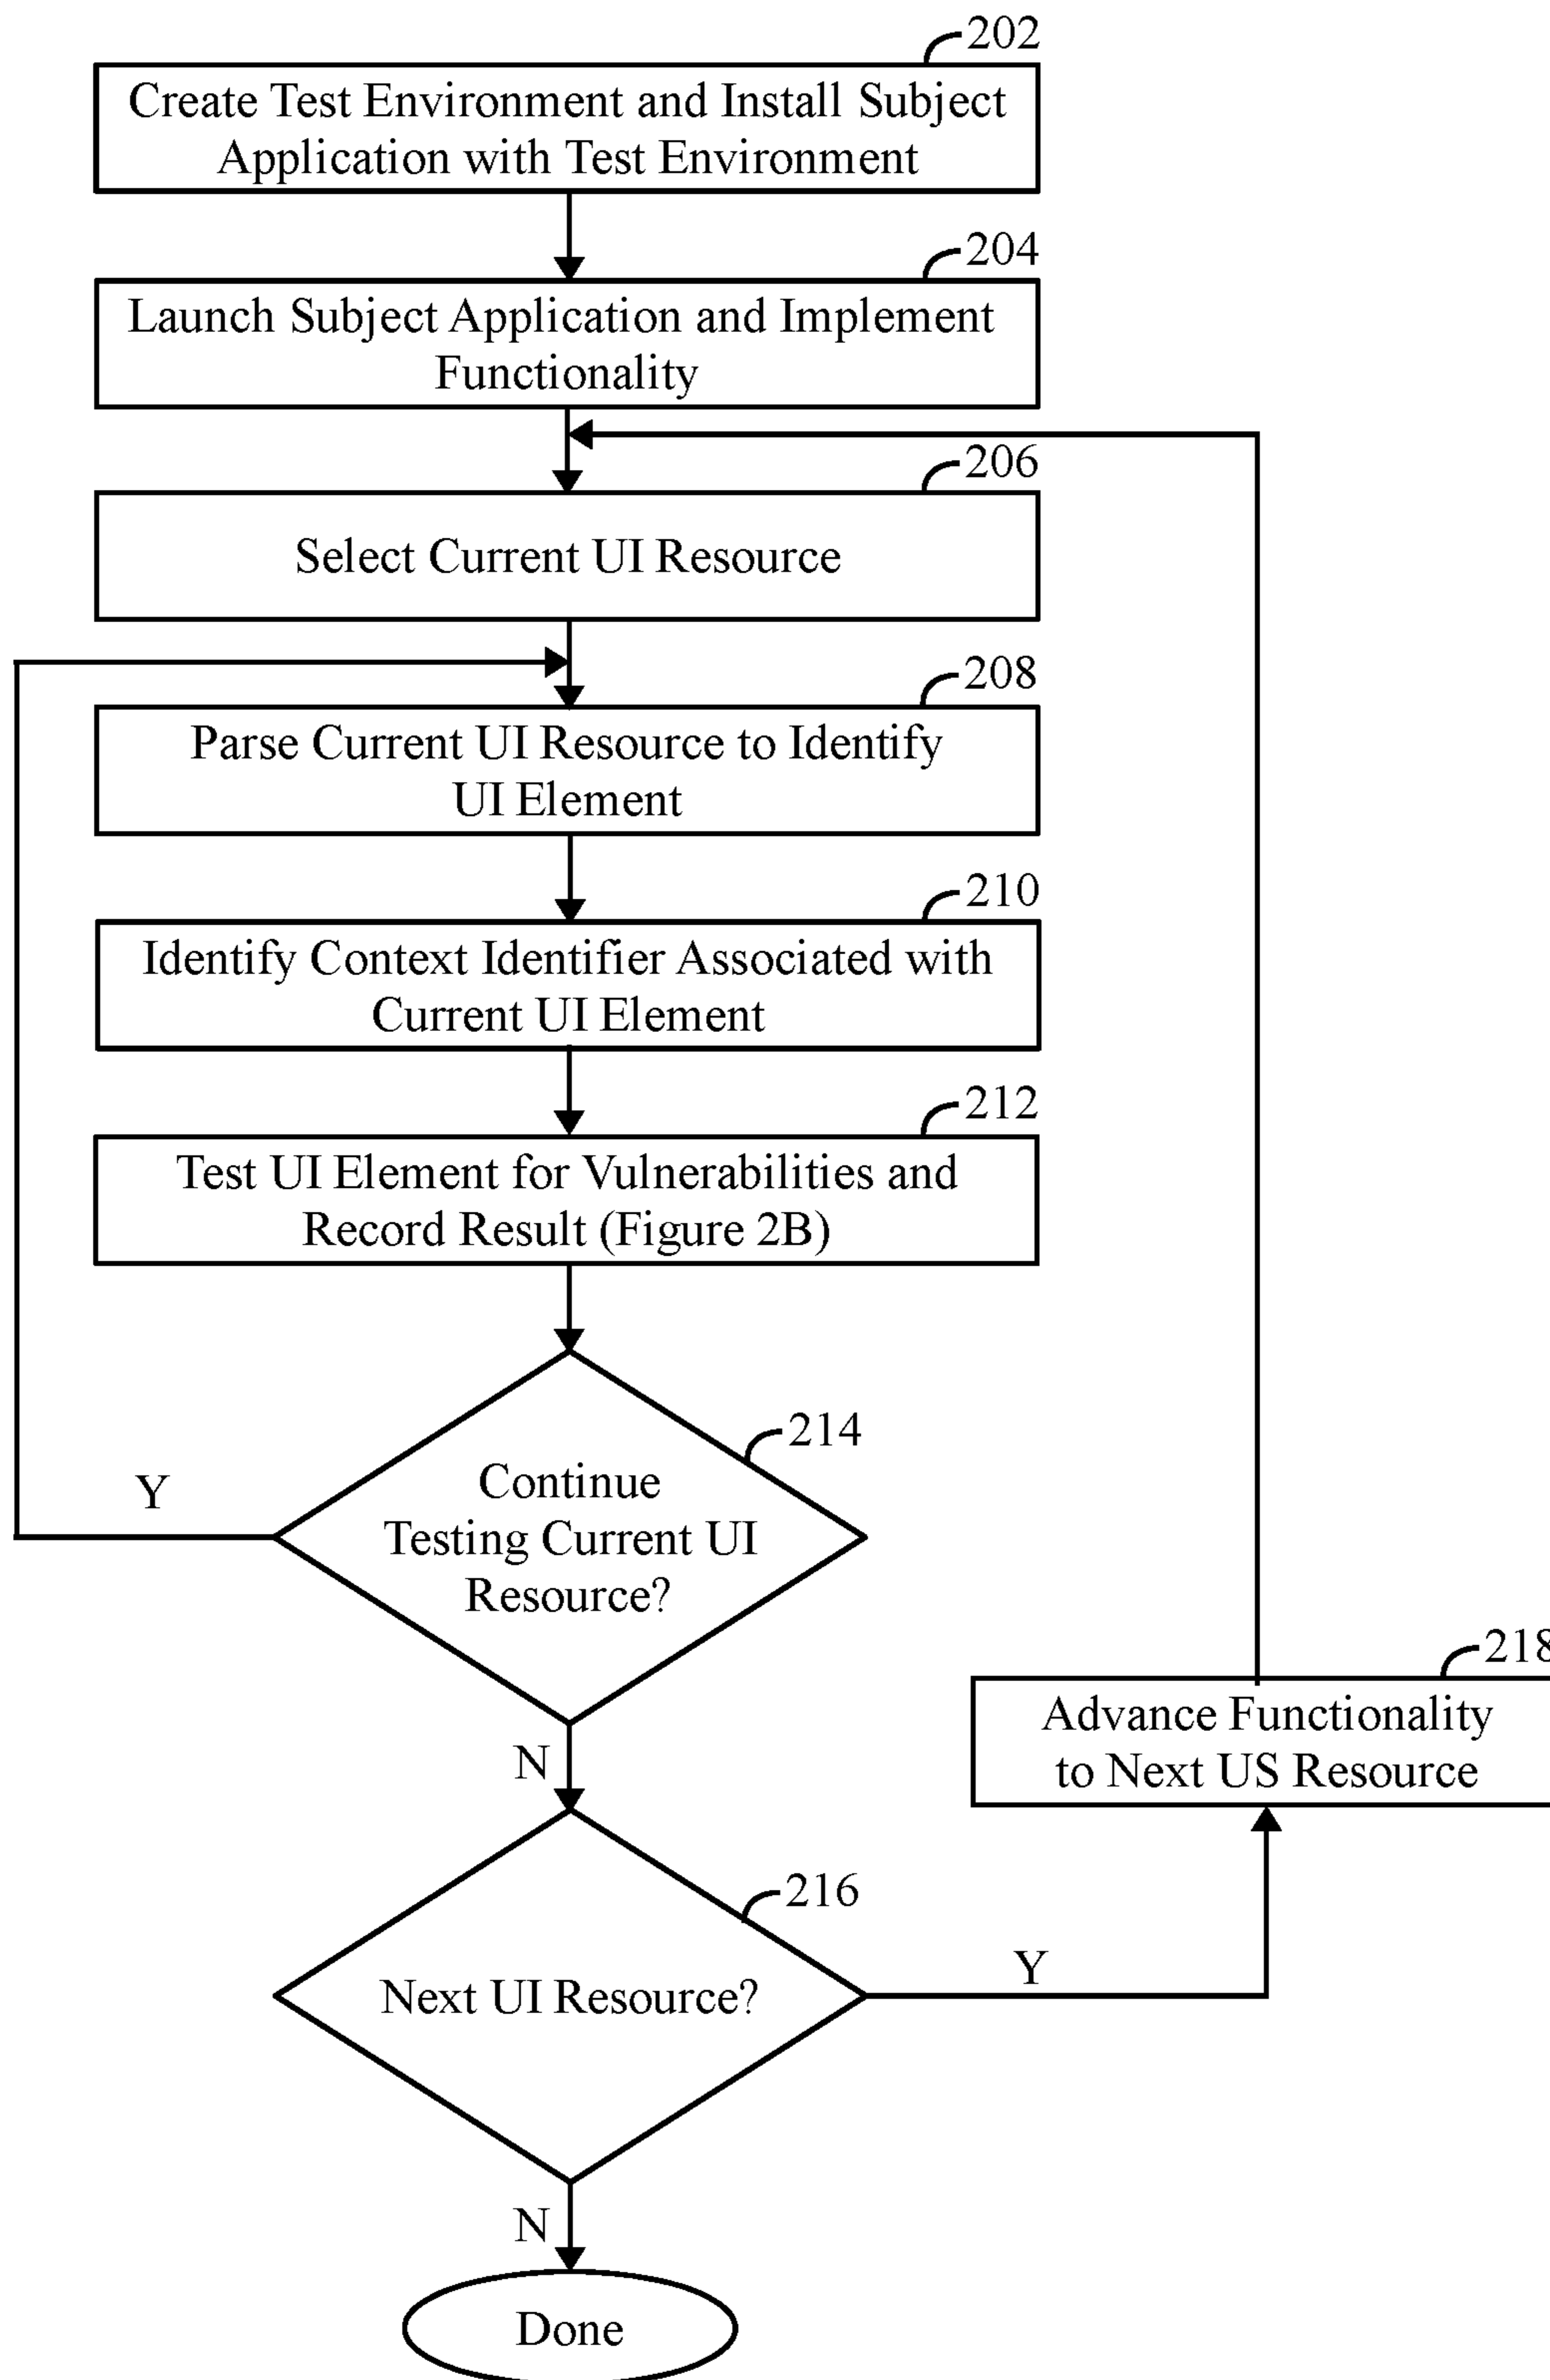 202
Create Test Environment and Install Subject
Application with Test Environment
204
Launch Subject Application and Implement
Functionality
206
Select Current UI Resource
208
Parse Current UI Resource to Identify
UI Element
210
Identify Context Identifier Associated with
Current UI Element
212
Test UI Element for Vulnerabilities and
Record Result (Figure 2B)
214
Continue
Testing Current UI
Resource?
Y
N
218
Advance Functionality
to Next US Resource
216
Next UI Resource?
Y
N
Done